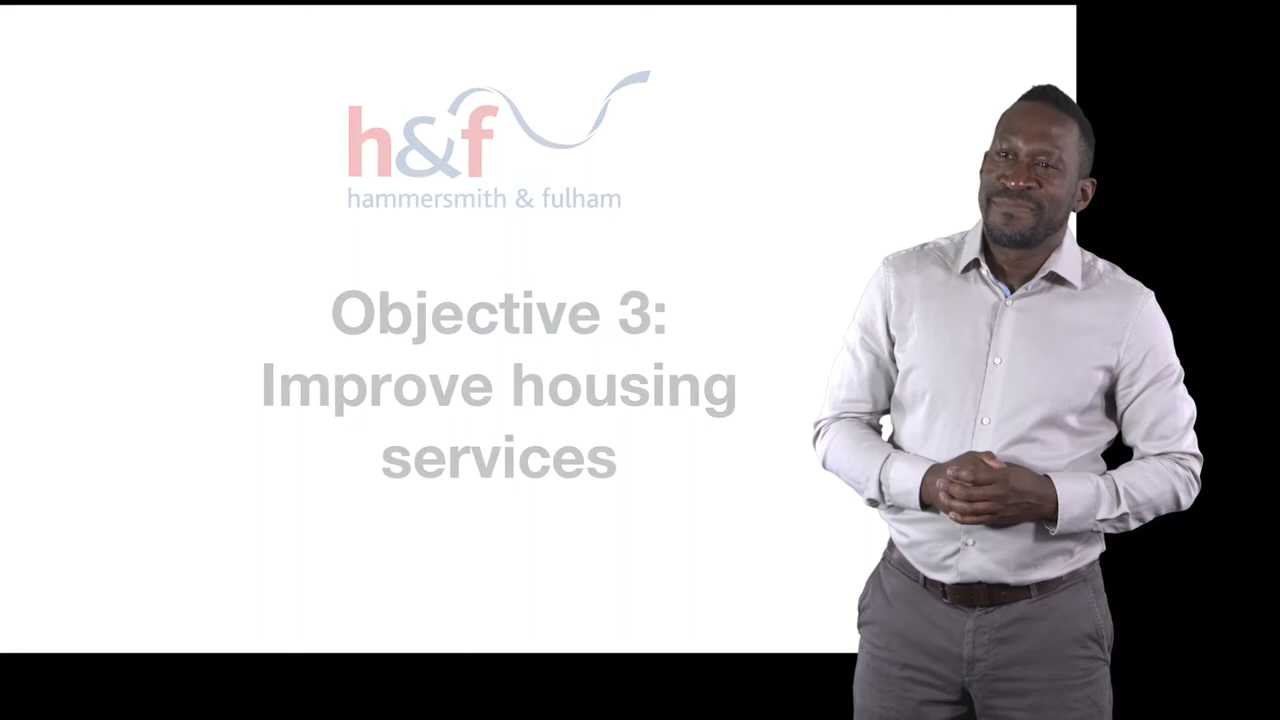 h&f
hammersmith & fulham
Objective 3:
Improve housing
services